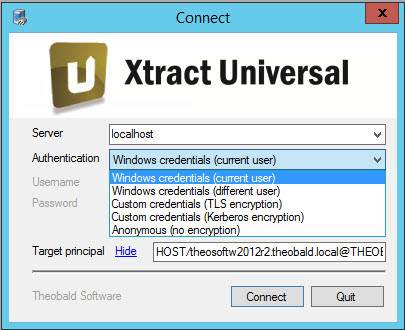 Connect
x
U
Xtract Universal
Server
localhost
Authentication
Windows credentials (current user)
Windows credentials (current user)
Username
Windows credentials (different user)
Password
Custom credentials (TLS encryption)
Custom credentials (Kerberos encryption)
Anonymous (no encryption)
Target principal Hide HOST/theosoftw2012r2.theobald.local@THEOB
Theobald Software
Connect
Quit